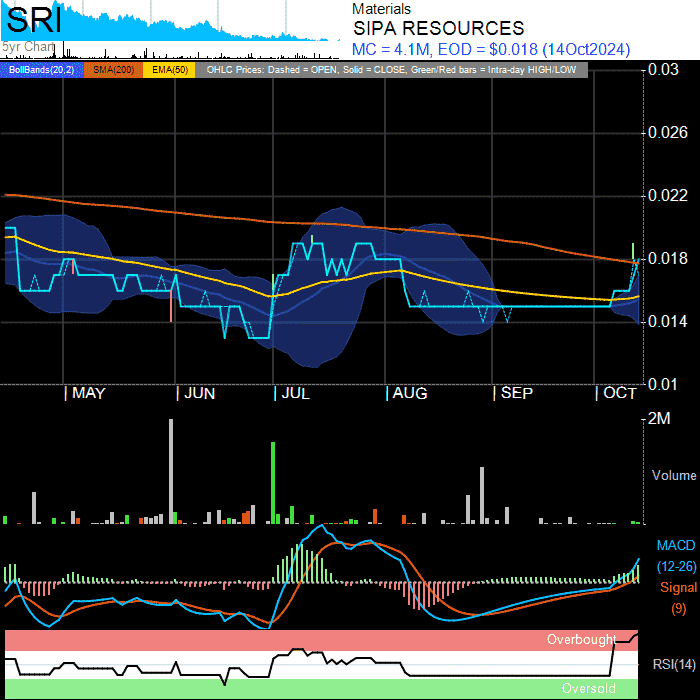 SRI
5yr Chart
Materials
SIPA RESOURCES
MC = 4.1M, EOD = $0.018 (14Oct2024)
BollBands(20,2) SMA(200) EMA(50) OHLC Prices: Dashed = OPEN, Solid = CLOSE, Green/Red bars = Intra-day HIGH/LOW
0.03
0.026
0.022
0.018
0.014
0.01
MAY JUN JUL AUG SEP OCT
2M
Volume
MACD
(12-26)
Signal
(9)
Overbought
RSI(14)
Oversold